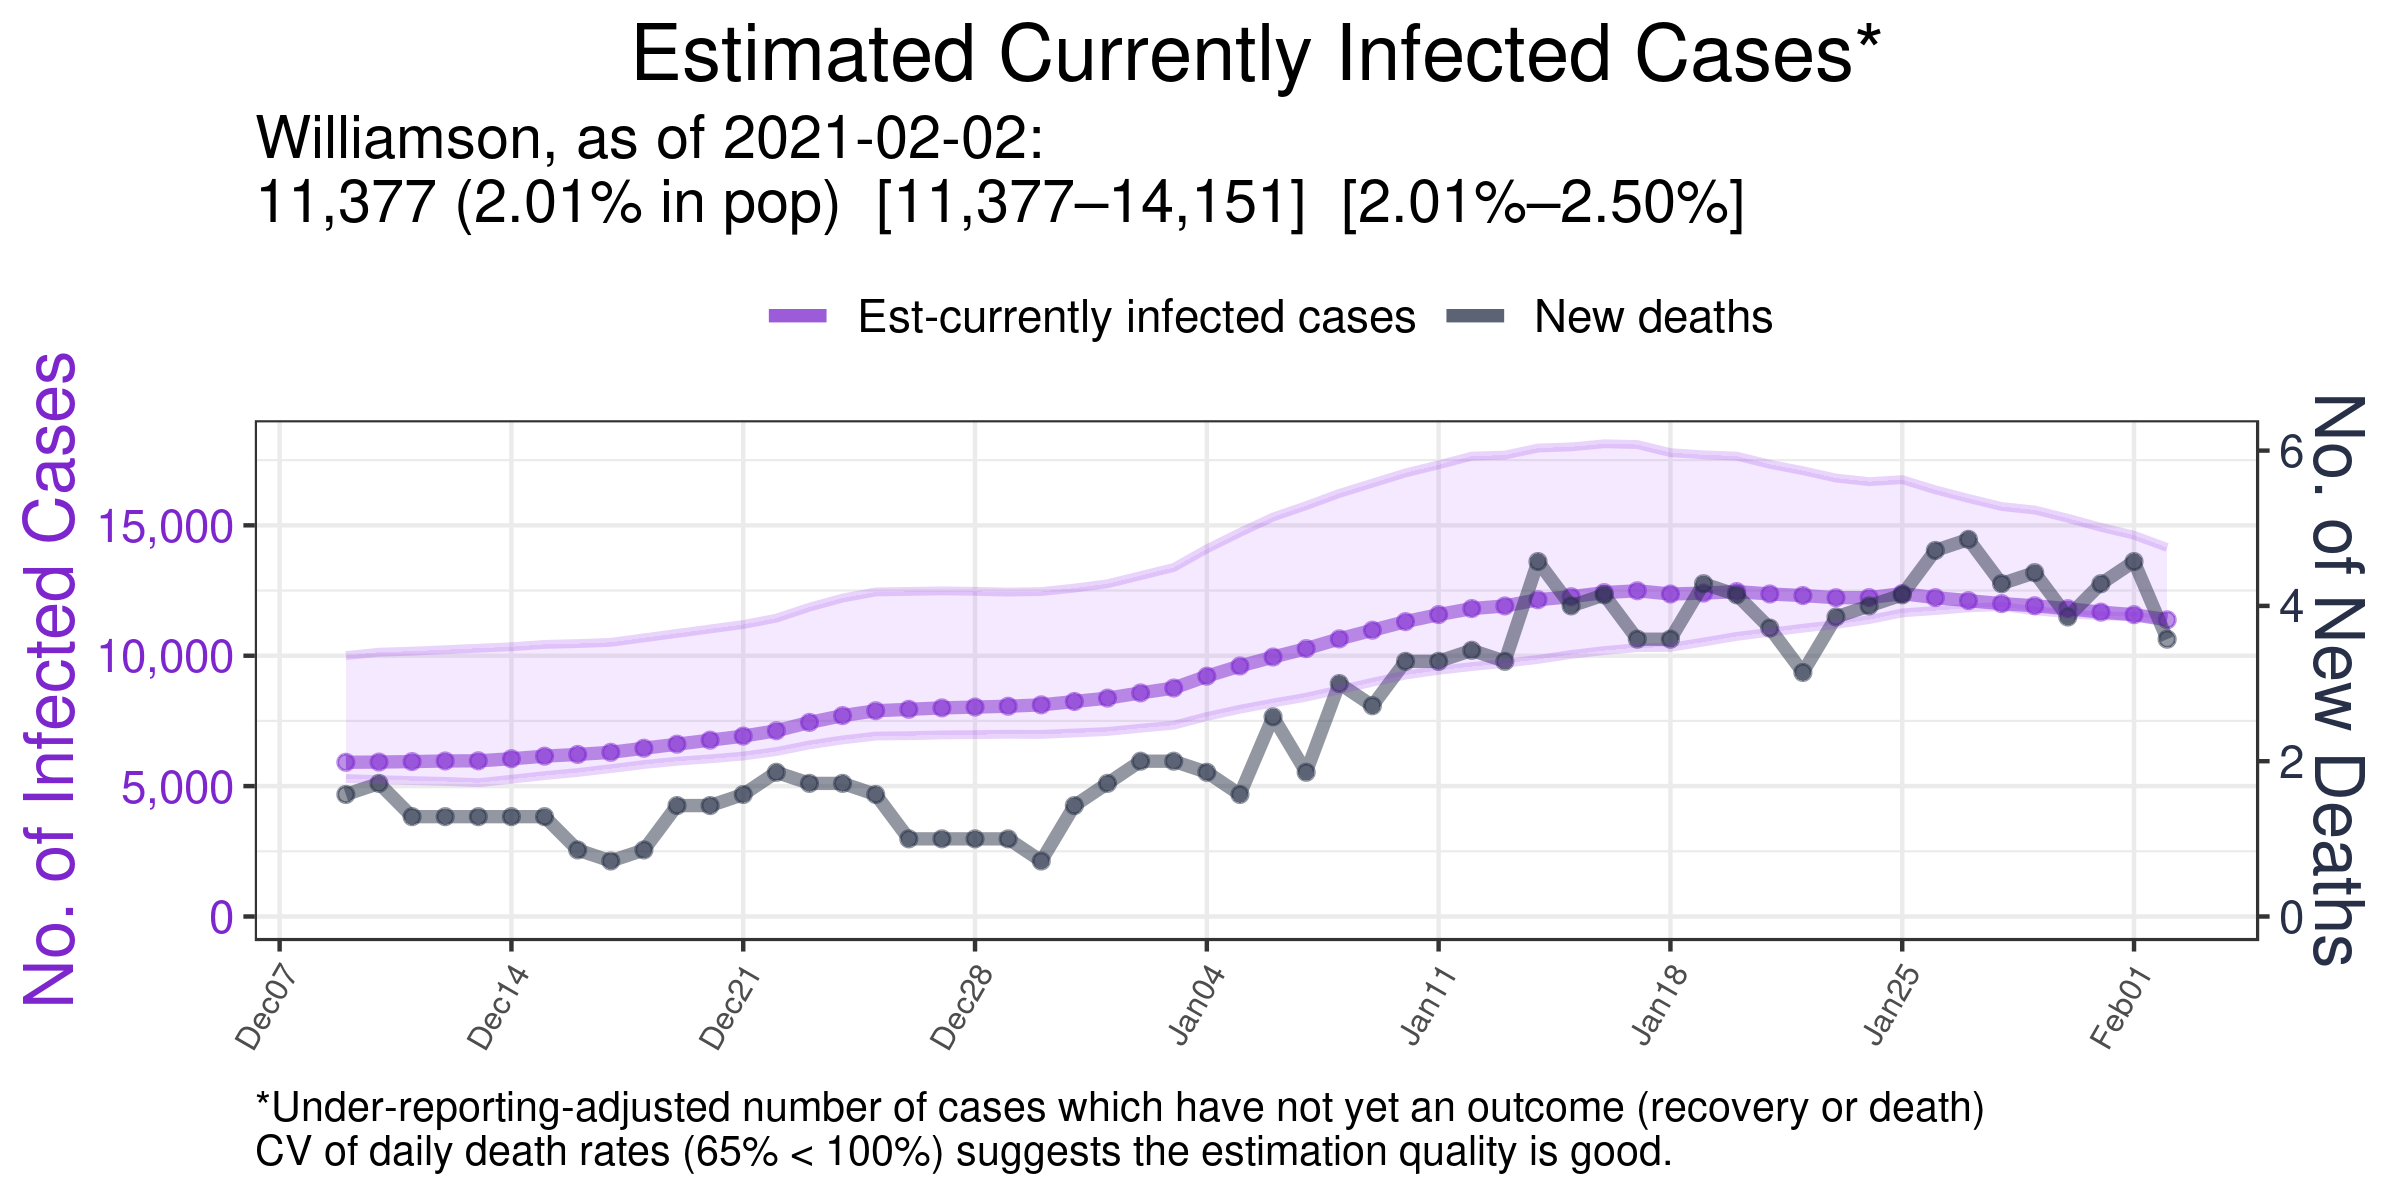 Estimated Currently Infected Cases*
Williamson, as of 2021-02-02:
11,377 (2.01% in pop)  [11,377–14,151]  [2.01%–2.50%]
Est-currently infected cases
New deaths
No. of Infected Cases
15,000
10,000
5,000
0
6
4
2
0
No. of New Deaths
Dec07
Dec14
Dec21
Dec28
Jan04
Jan11
Jan18
Jan25
Feb01
*Under-reporting-adjusted number of cases which have not yet an outcome (recovery or death)
CV of daily death rates (65% < 100%) suggests the estimation quality is good.